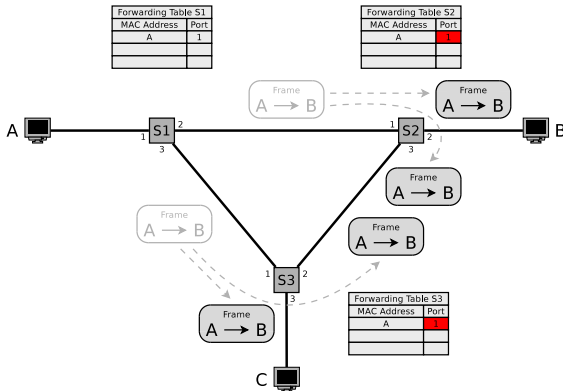 Forwarding Table S1
MAC Address Port
A 1
Forwarding Table S2
MAC Address Port
A 1
Frame
A → B
Frame
A → B
A
1
S1
2
3
1
S2
2
3
B
Frame
A → B
Frame
A → B
Frame
A → B
1
S3
2
3
Frame
A → B
Forwarding Table S3
MAC Address Port
A 1
C